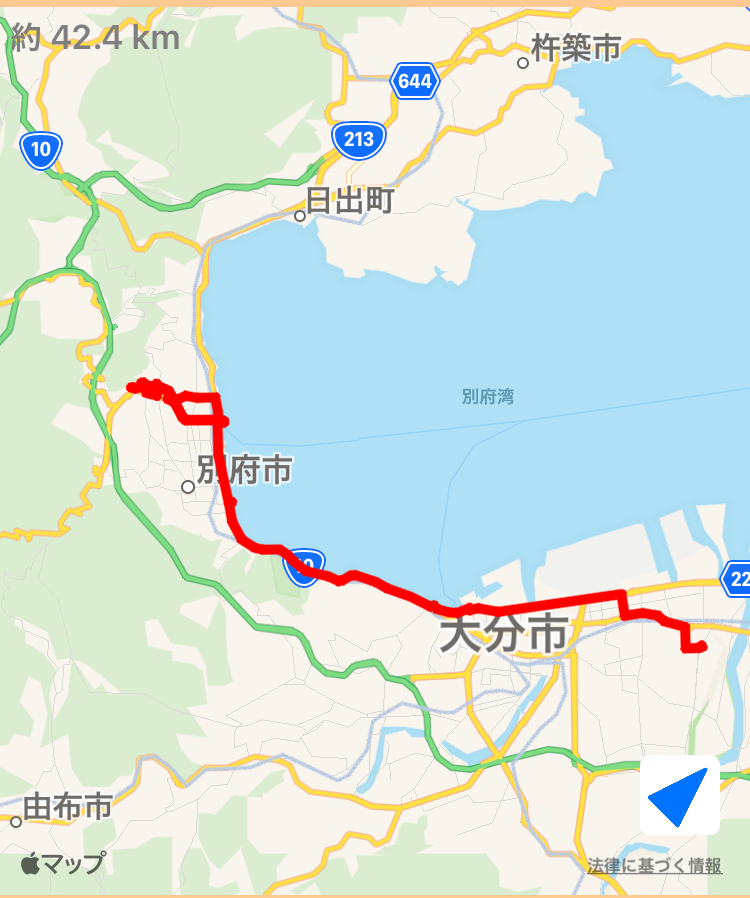 約 42.4 km
杵築市
644
213
10
日出町
別府湾
別府市
10
22
大分市
由布市
マップ
法律に基づく情報